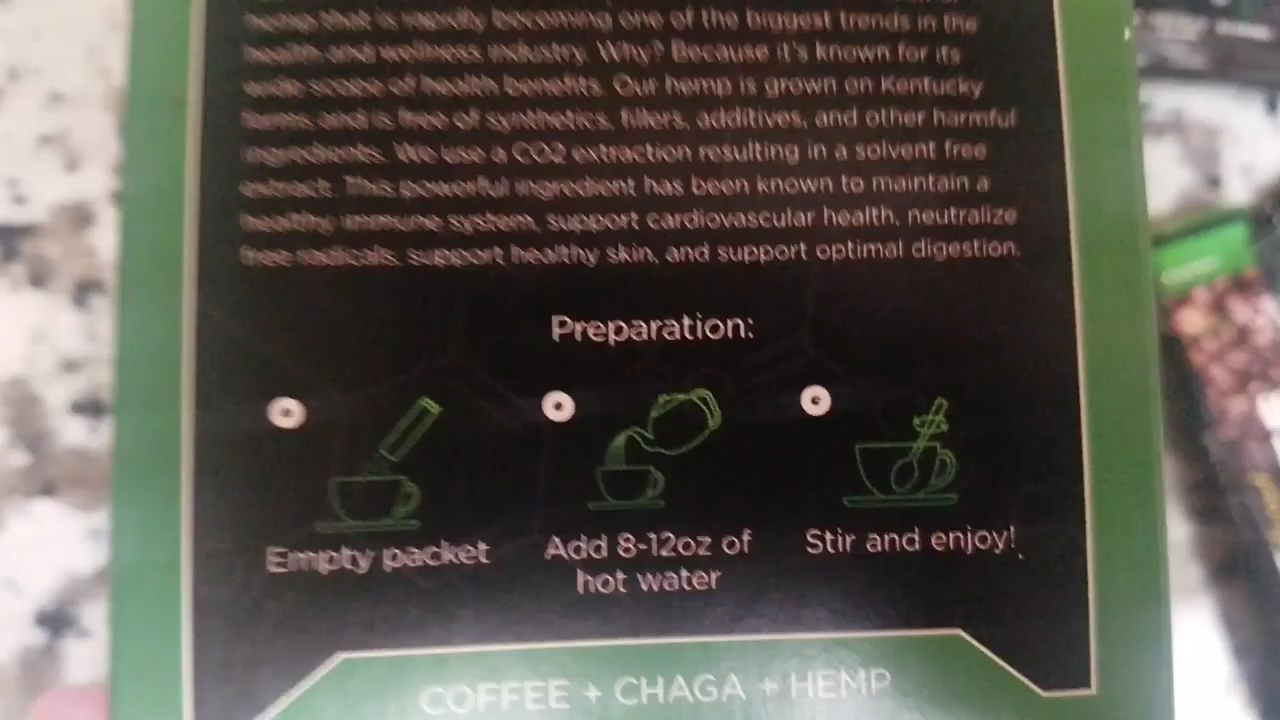 hemp that is rapidly becoming one of the biggest trends in the
health and wellness industry. Why? Because it's known for its
wide scope of health benefits. Our hemp is grown on Kentucky
farms and is free of synthetics, fillers, additives, and other harmful
ingredients. We use a CO2 extraction resulting in a solvent free
extract. This powerful ingredient has been known to maintain a
healthy immune system, support cardiovascular health, neutralize
free radicals, support healthy skin, and support optimal digestion.
Preparation:
Empty packet
Add 8-12oz of
hot water
Stir and enjoy!
COFFEE + CHAGA + HEMP